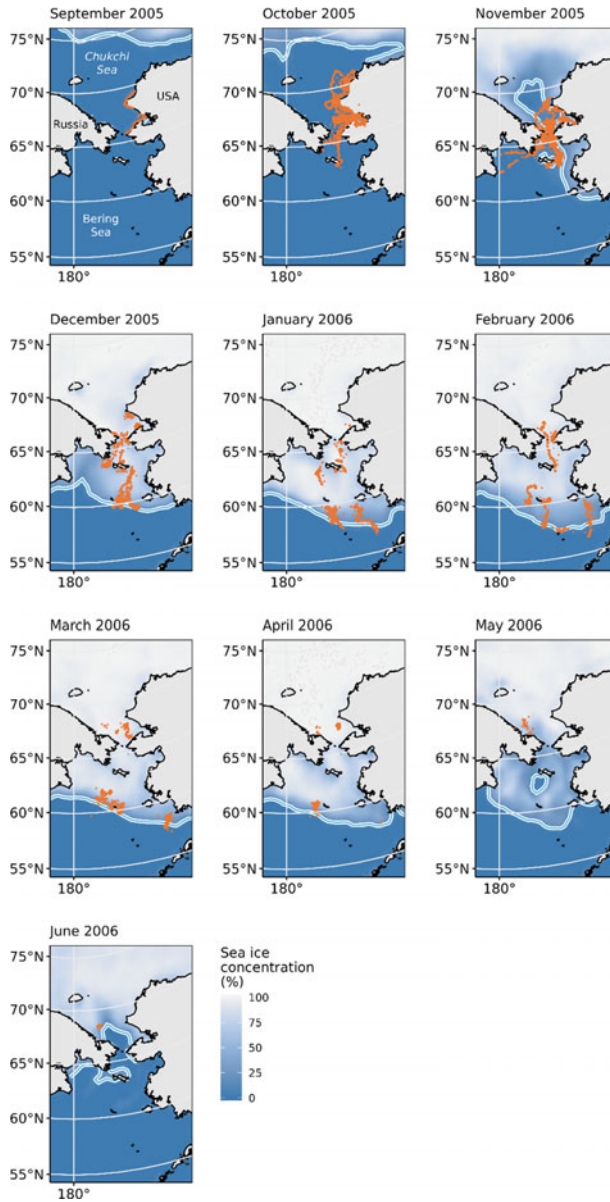 September 2005
October 2005
November 2005
75°N
70°N
65°N
60°N
55°N
Chukchi
Sea
USA
Russia
Bering
Sea
180°
75°N
70°N
65°N
60°N
55°N
180°
75°N
70°N
65°N
60°N
55°N
180°
December 2005
January 2006
February 2006
75°N
70°N
65°N
60°N
55°N
180°
75°N
70°N
65°N
60°N
55°N
180°
75°N
70°N
65°N
60°N
55°N
180°
March 2006
April 2006
May 2006
75°N
70°N
65°N
60°N
55°N
180°
75°N
70°N
65°N
60°N
55°N
180°
75°N
70°N
65°N
60°N
55°N
180°
June 2006
75°N
70°N
65°N
60°N
55°N
180°
Sea ice
concentration
(%)
100
75
50
25
0